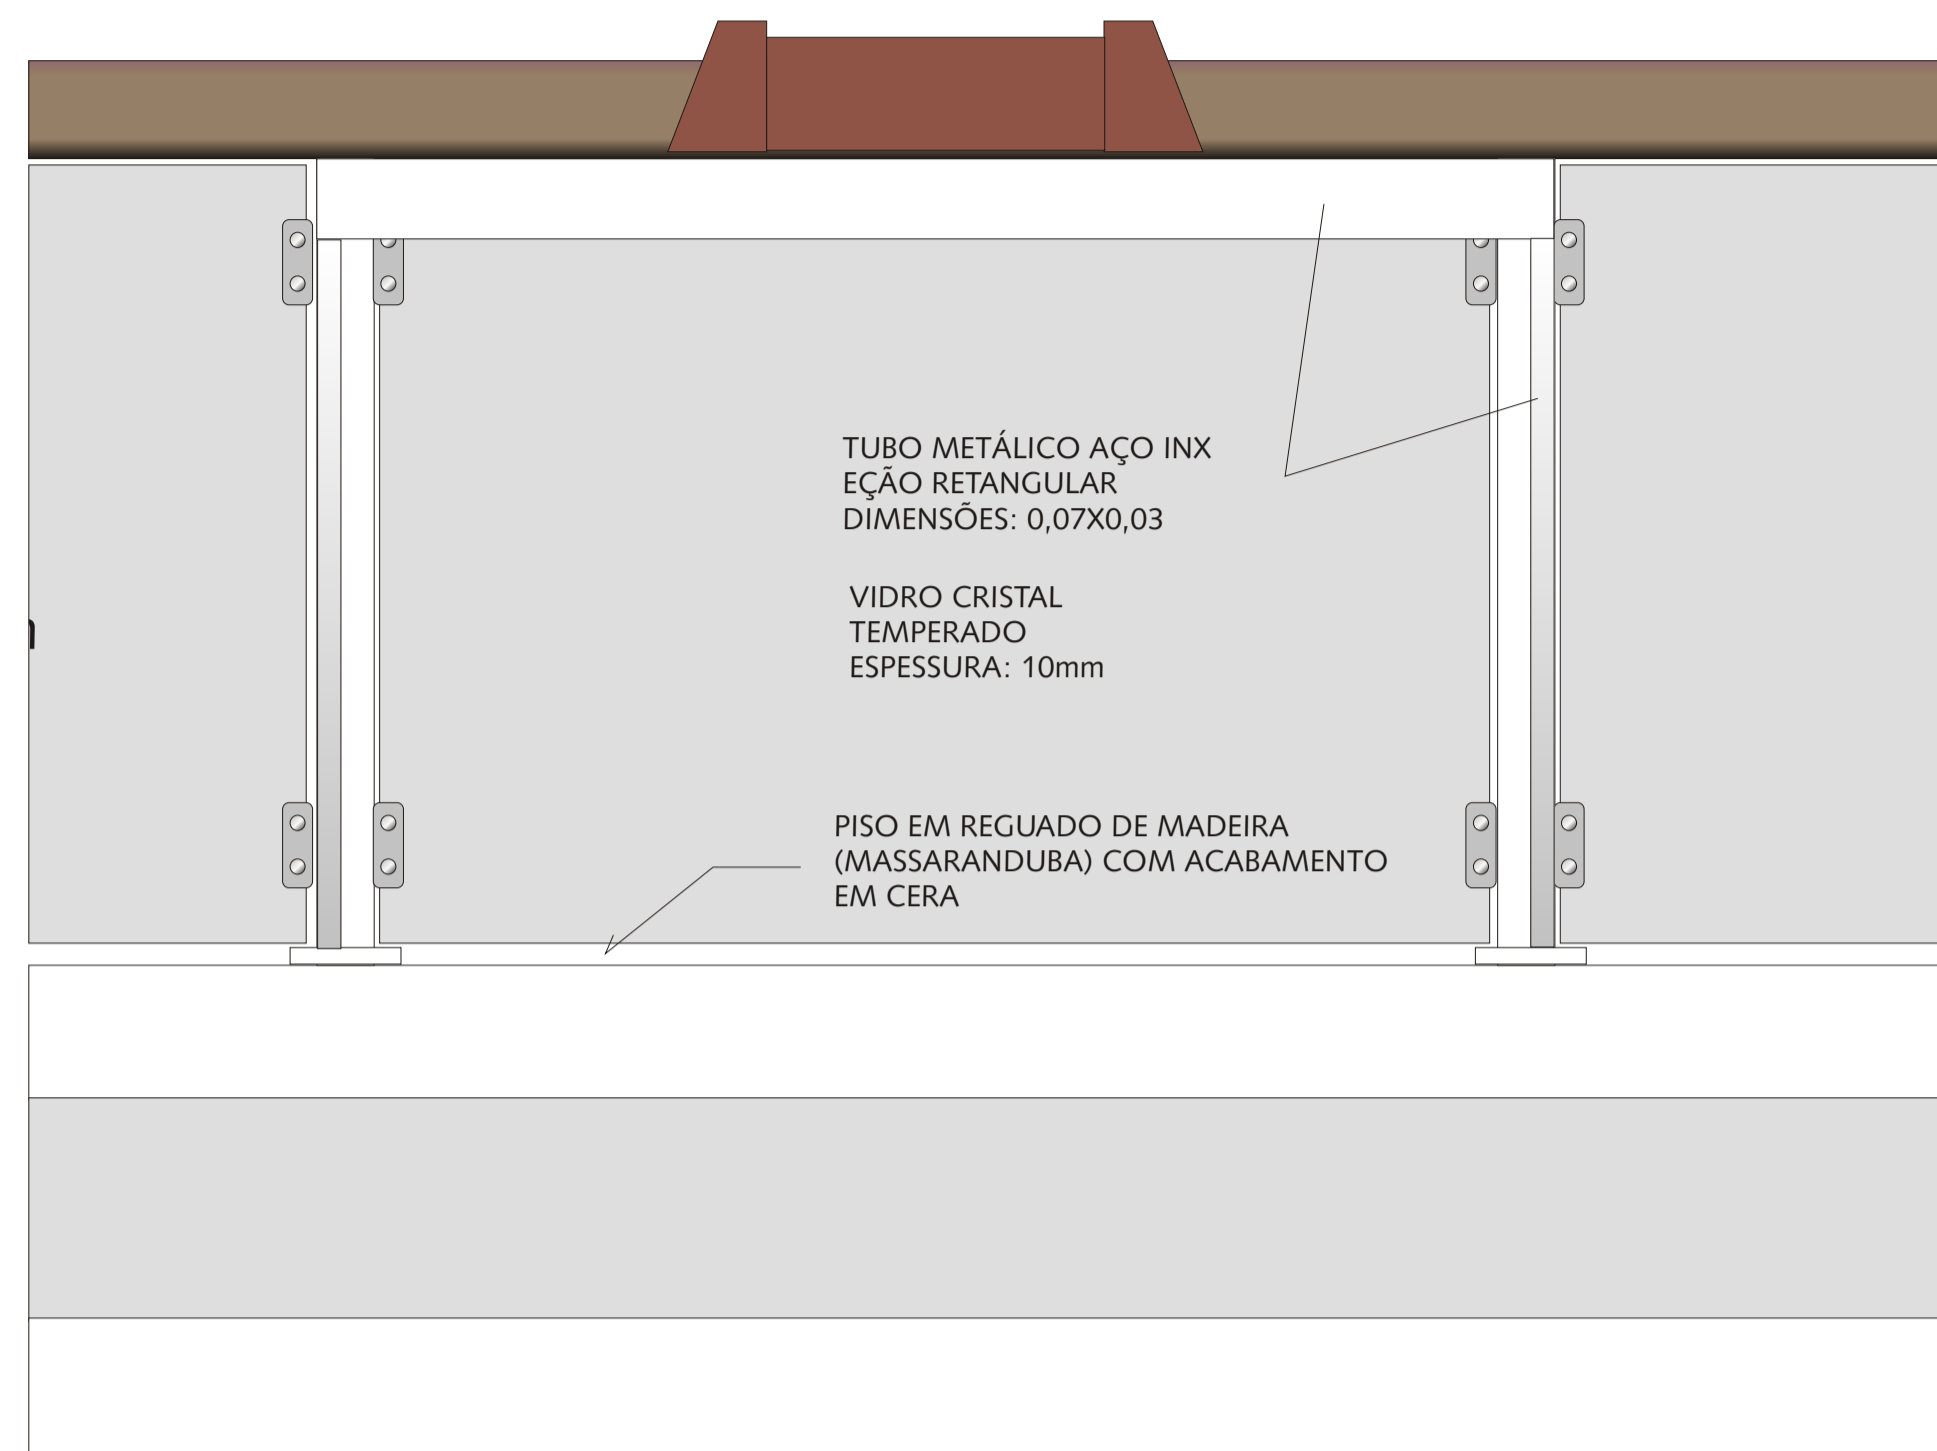 TUBO METÁLICO AÇO INX
EÇÃO RETANGULAR
DIMENSÕES: 0,07X0,03
VIDRO CRISTAL
TEMPERADO
ESPESSURA: 10mm
PISO EM REGUADO DE MADEIRA
(MASSARANDUBA) COM ACABAMENTO
EM CERA